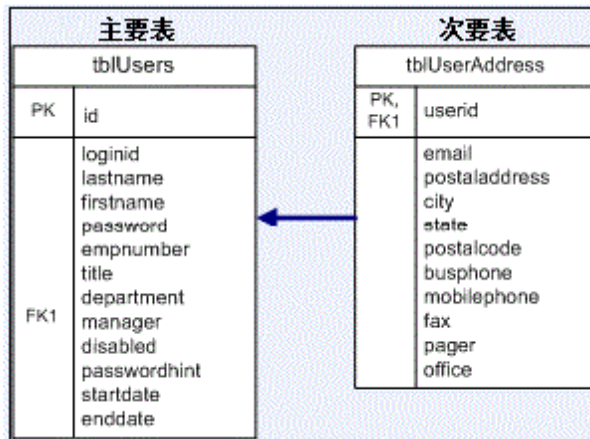 主要表
tblUsers
PK
id
loginid
lastname
firstname
password
empnumber
title
department
FK1
manager
disabled
passwordhint
startdate
enddate
次要表
tblUserAddress
PK,
FK1
userid
email
postaladdress
city
state
postalcode
busphone
mobilephone
fax
pager
office